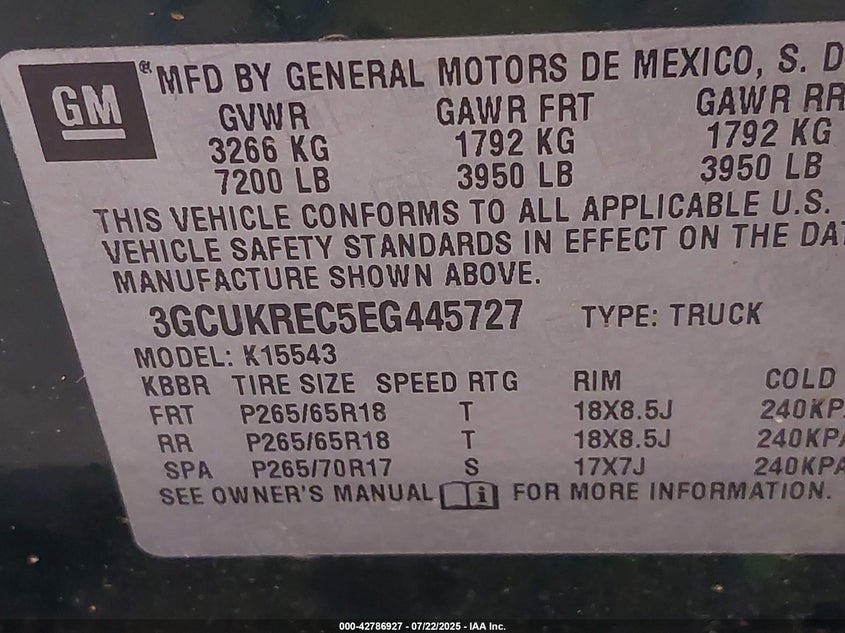 GM ® MFD BY GENERAL MOTORS DE MEXICO, S. D
GVWR GAWR FRT GAWR RR
3266 KG 1792 KG 1792 KG
7200 LB 3950 LB 3950 LB
THIS VEHICLE CONFORMS TO ALL APPLICABLE U.S.
VEHICLE SAFETY STANDARDS IN EFFECT ON THE DAT
MANUFACTURE SHOWN ABOVE.
3GCUKREC5EG445727 TYPE: TRUCK
MODEL: K15543
KBBR TIRE SIZE SPEED RTG RIM COLD
FRT P265/65R18 T 18X8.5J 240KPA
RR P265/65R18 T 18X8.5J 240KPA
SPA P265/70R17 S 17X7J 240KPA
SEE OWNER'S MANUAL i FOR MORE INFORMATION.
000-42786927 - 07/22/2025 - IAA Inc.